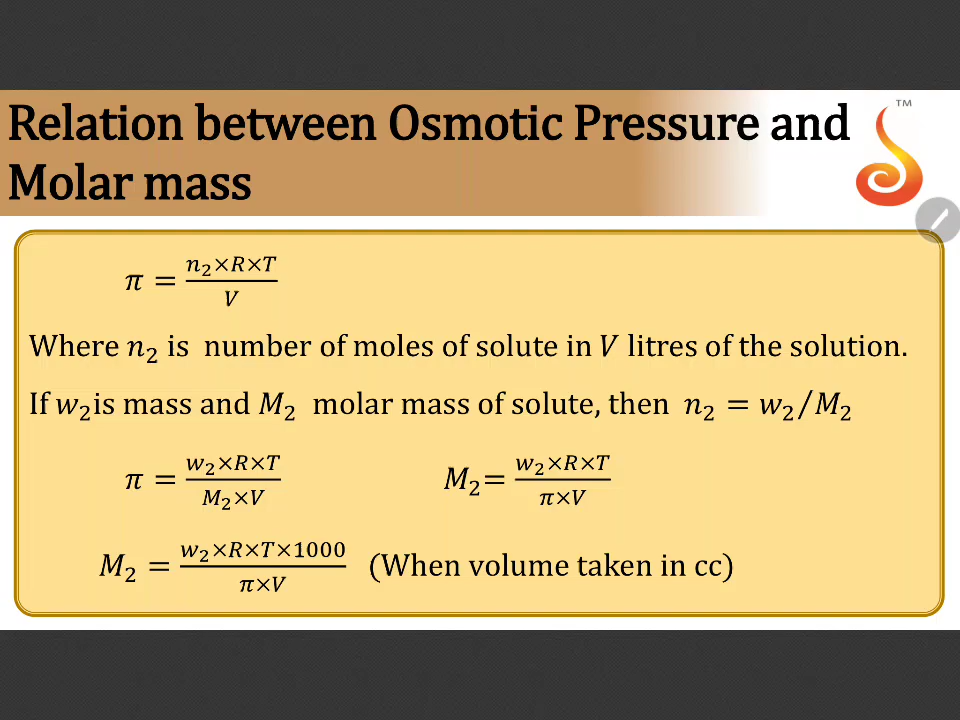 Relation between Osmotic Pressure and
Molar mass
TM
π = n₂×R×T / V
Where n₂ is number of moles of solute in V litres of the solution.
If w₂is mass and M₂ molar mass of solute, then n₂ = w₂/M₂
π = w₂×R×T / M₂×V M₂= w₂×R×T / π×V
M₂ = w₂×R×T×1000 / π×V (When volume taken in cc)